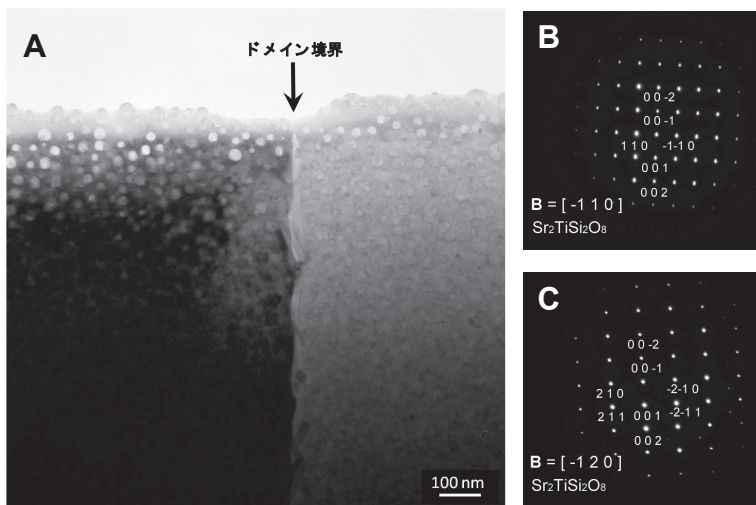 A
ドメイン境界
100 nm
B
0 0 -2
0 0 -1
1 1 0 -1-1 0
0 0 1
0 0 2
B = [ -1 1 0 ]
Sr₂TiSi₂O₈
C
0 0 -2
0 0 -1
2 1 0 -2-1 0
2 1 1 0 0 1 -2-1 1
0 0 2
B = [ -1 2 0 ]
Sr₂TiSi₂O₈